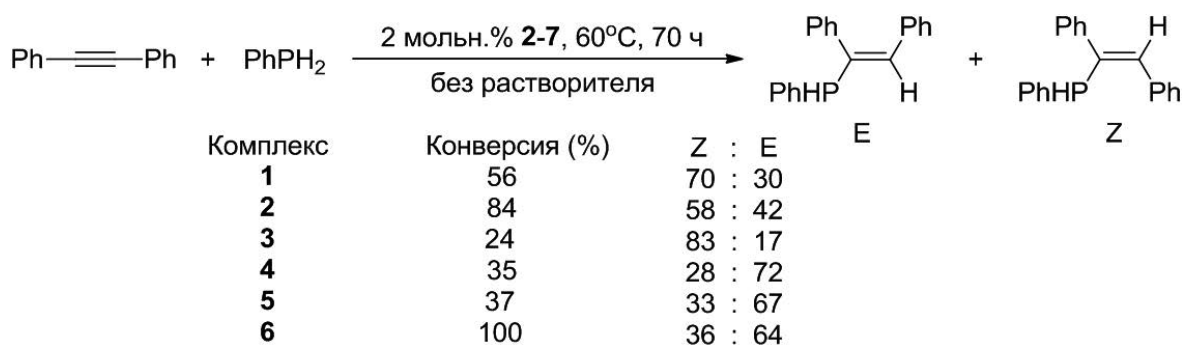 Ph Ph + PhPH2 2 мольн.% 2-7, 60°C, 70 ч Ph Ph + Ph H
без растворителя
PhHP H PhHP Ph
E Z
Комплекс Конверсия (%) Z : E
1 56 70 : 30
2 84 58 : 42
3 24 83 : 17
4 35 28 : 72
5 37 33 : 67
6 100 36 : 64